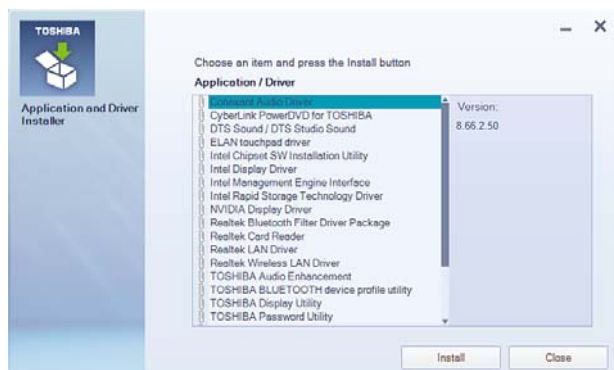 TOSHIBA
Application and Driver
Installer
Choose an item and press the Install button
Application / Driver
Conexant Audio Driver
CyberLink PowerDVD for TOSHIBA
DTS Sound / DTS Studio Sound
ELAN touchpad driver
Intel Chipset SW Installation Utility
Intel Display Driver
Intel Management Engine Interface
Intel Rapid Storage Technology Driver
NVIDIA Display Driver
Realtek Bluetooth Filter Driver Package
Realtek Card Reader
Realtek LAN Driver
Realtek Wireless LAN Driver
TOSHIBA Audio Enhancement
TOSHIBA BLUETOOTH device profile utility
TOSHIBA Display Utility
TOSHIBA Password Utility
Version:
8.66.2.50
Install
Close